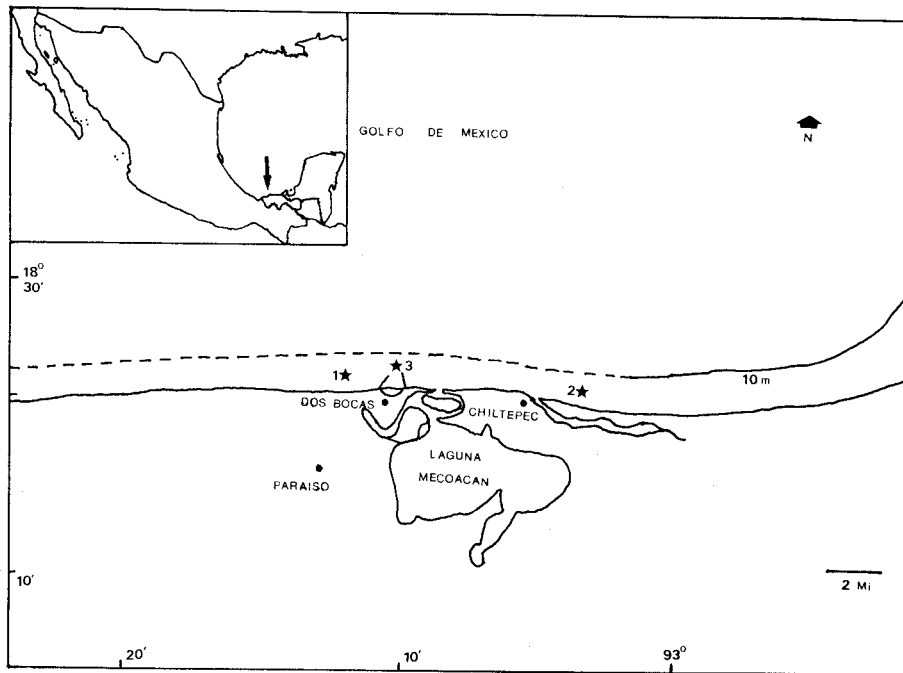 GOLFO DE MEXICO
N
18°
30'
1
3
10 m
2
DOS BOCAS
CHILTEPEC
LAGUNA
MECOACAN
PARAISO
10'
2 Mi
20'
10'
93°